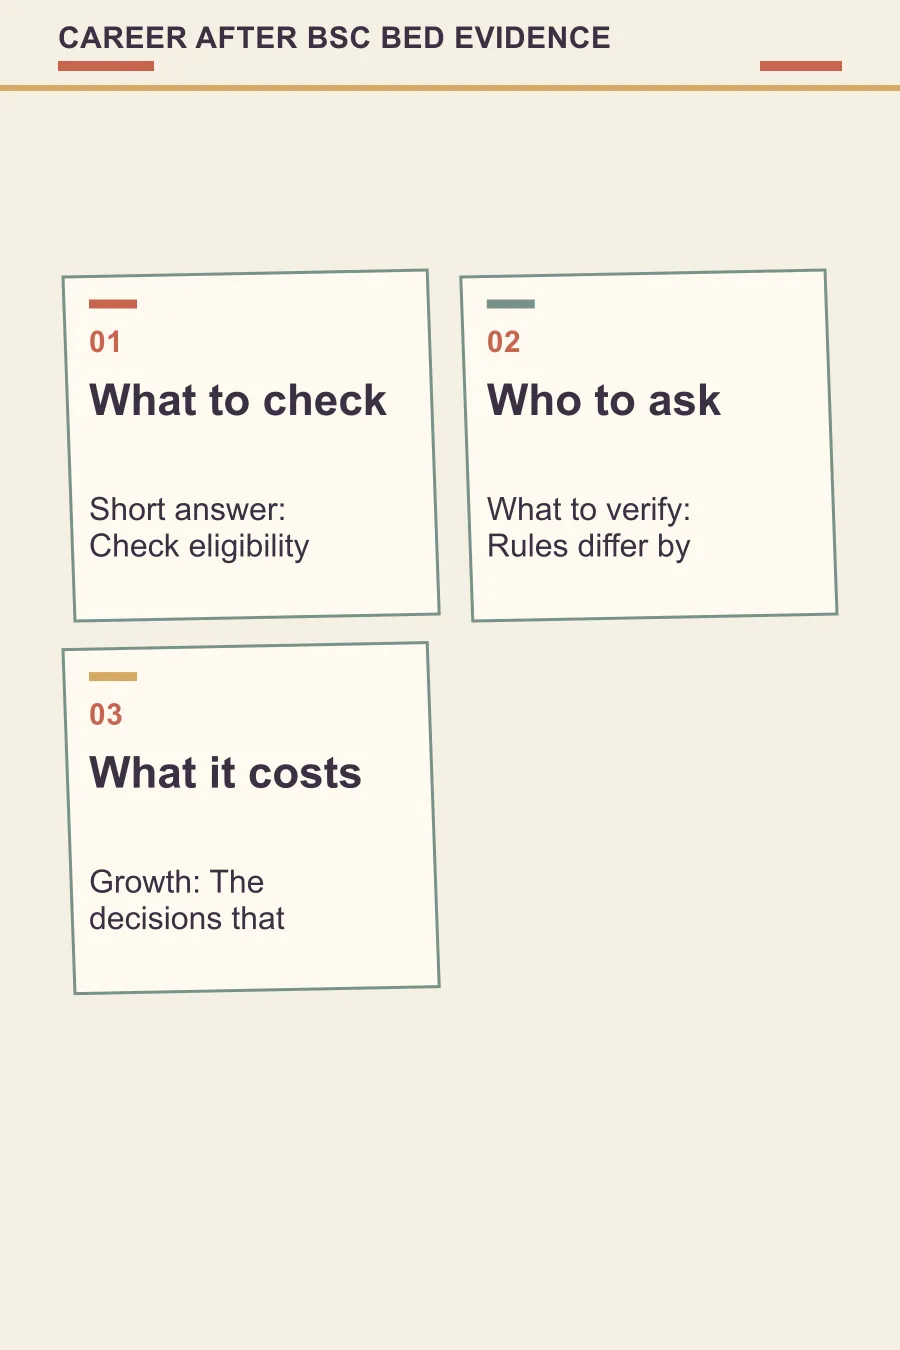 CAREER AFTER BSC BED EVIDENCE
01
What to check
Short answer:
Check eligibility
02
Who to ask
What to verify:
Rules differ by
03
What it costs
Growth: The
decisions that